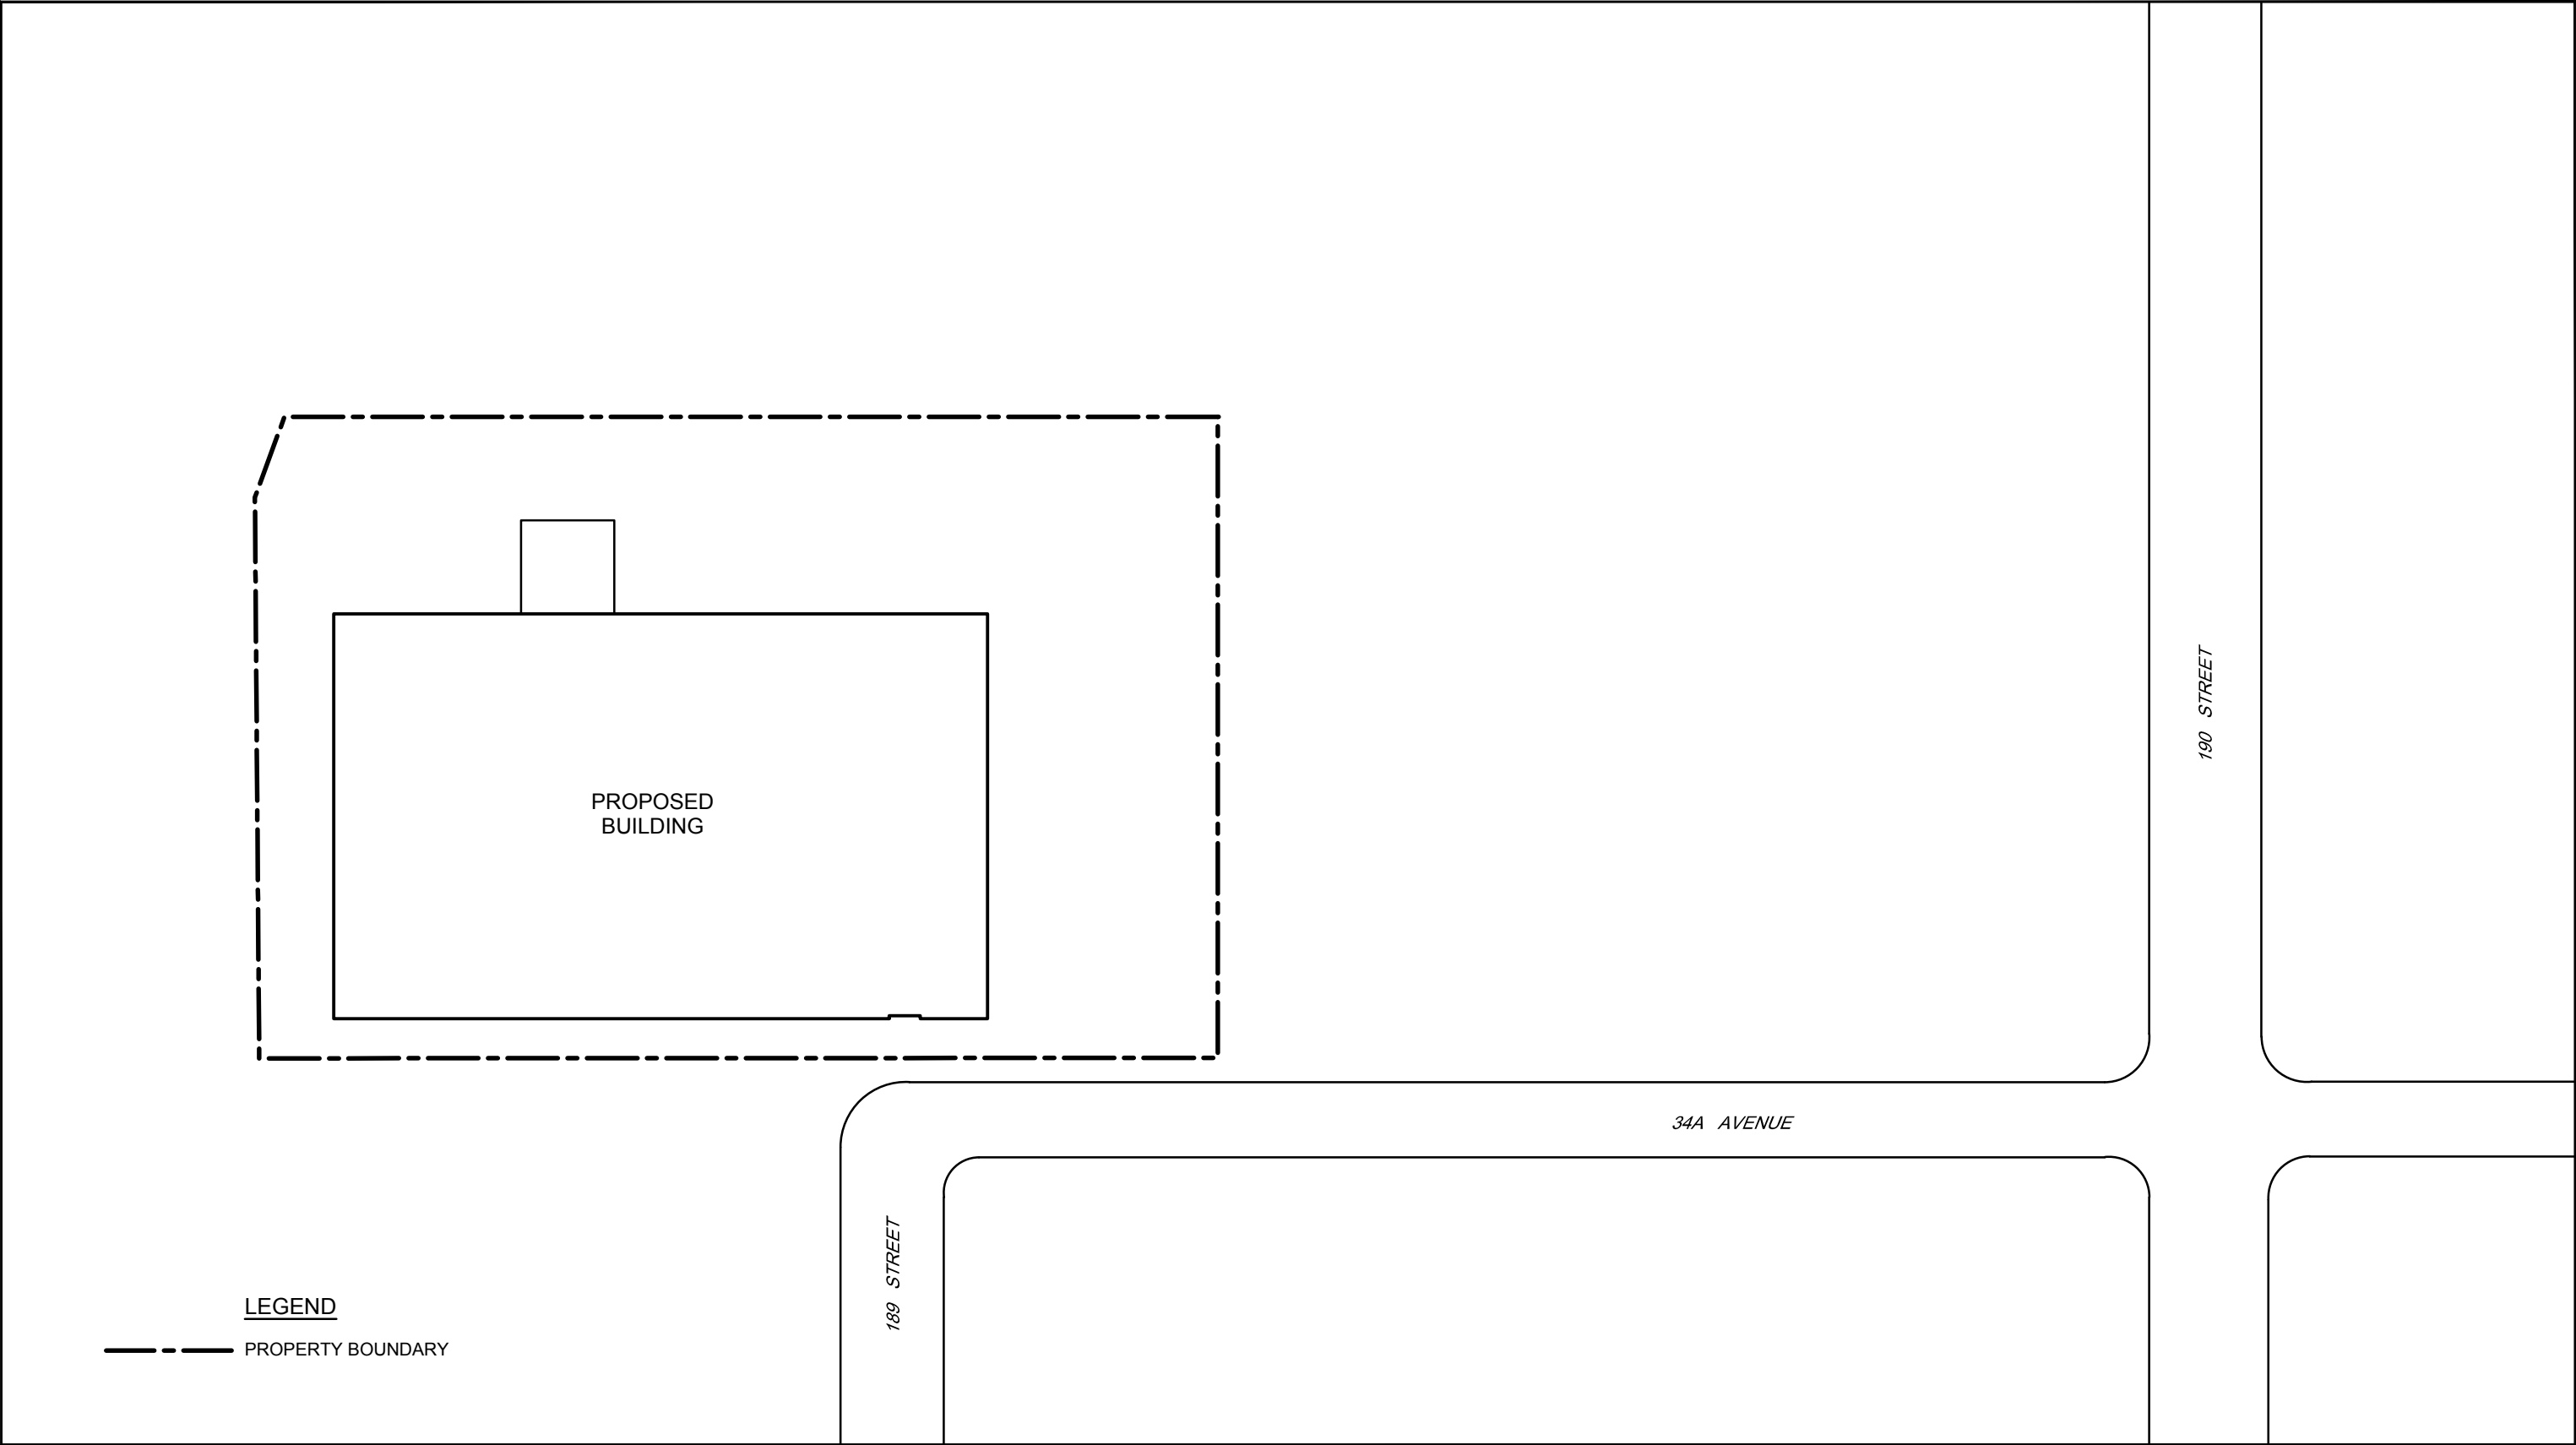 190 STREET
PROPOSED
BUILDING
34A AVENUE
189 STREET
LEGEND
PROPERTY BOUNDARY